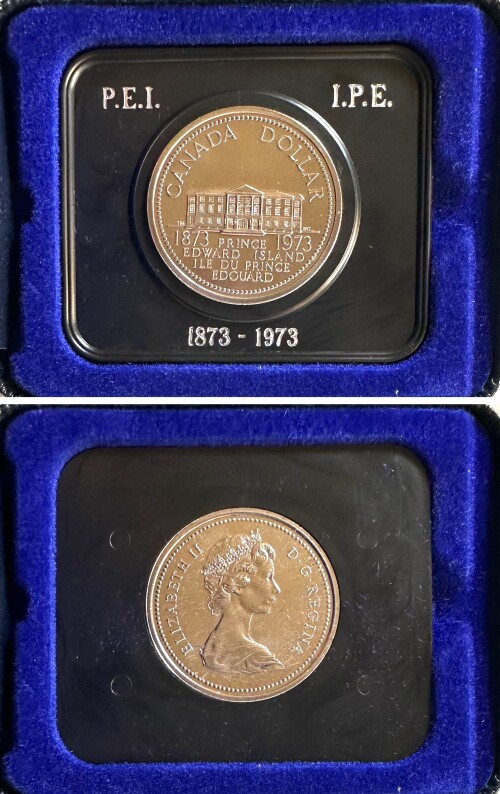 P.E.I. I.P.E.
CANADA DOLLAR
1873 PRINCE 1973
EDWARD ISLAND
ILE DU PRINCE
EDOUARD
1873 - 1973
ELIZABETH II D·G·REGINA